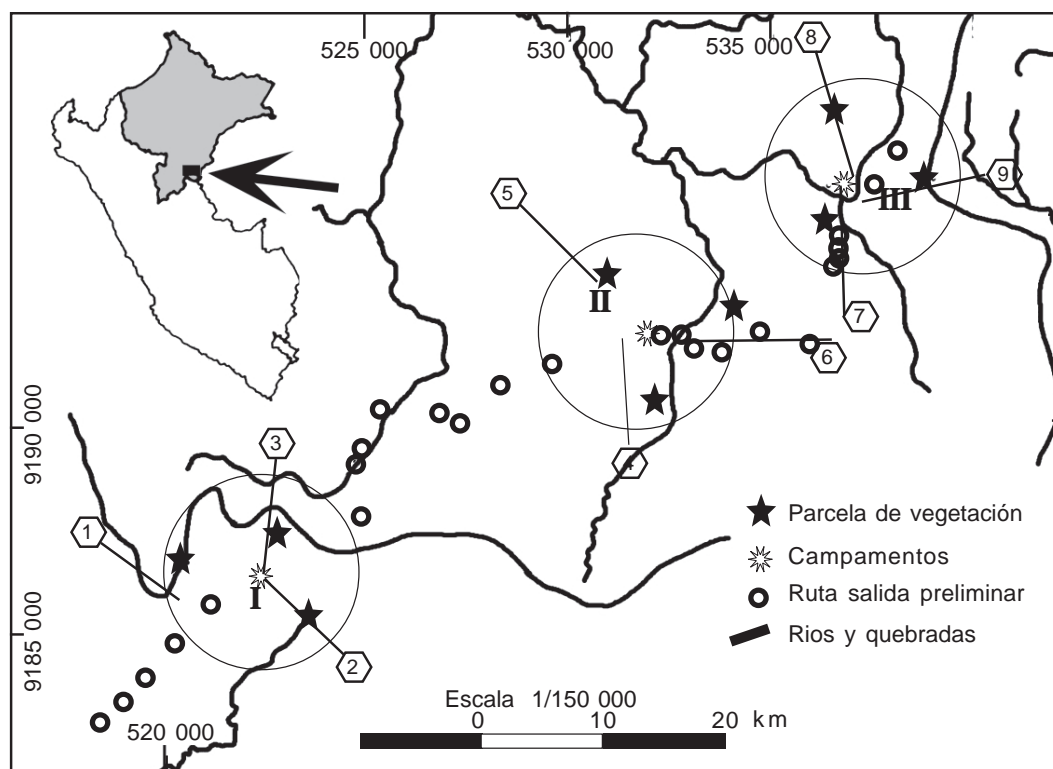 525 000
530 000
535 000
8
9
III
5
II
7
6
9190 000
3
4
1
I
2
9185 000
520 000
Parcela de vegetación
Campamentos
Ruta salida preliminar
Rios y quebradas
Escala 1/150 000
0 10 20 km